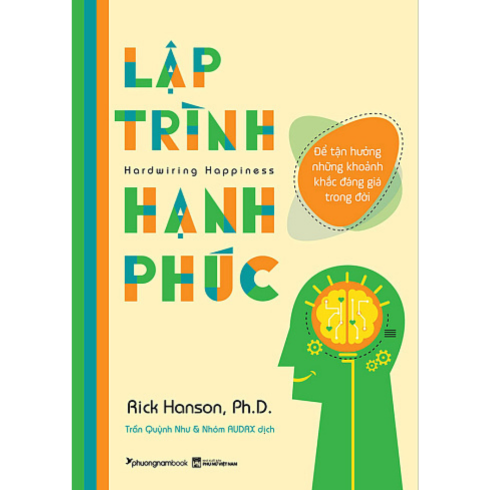 LẬP
TRÌNH
Hardwiring Happiness
HẠNH
PHÚC
Để tận hưởng
những khoảnh
khắc đáng giá
trong đời
Rick Hanson, Ph.D.
Trần Quỳnh Như & Nhóm AUDAX dịch
phuongnambook
NHÀ XUẤT BẢN
PHỤ NỮ VIỆT NAM